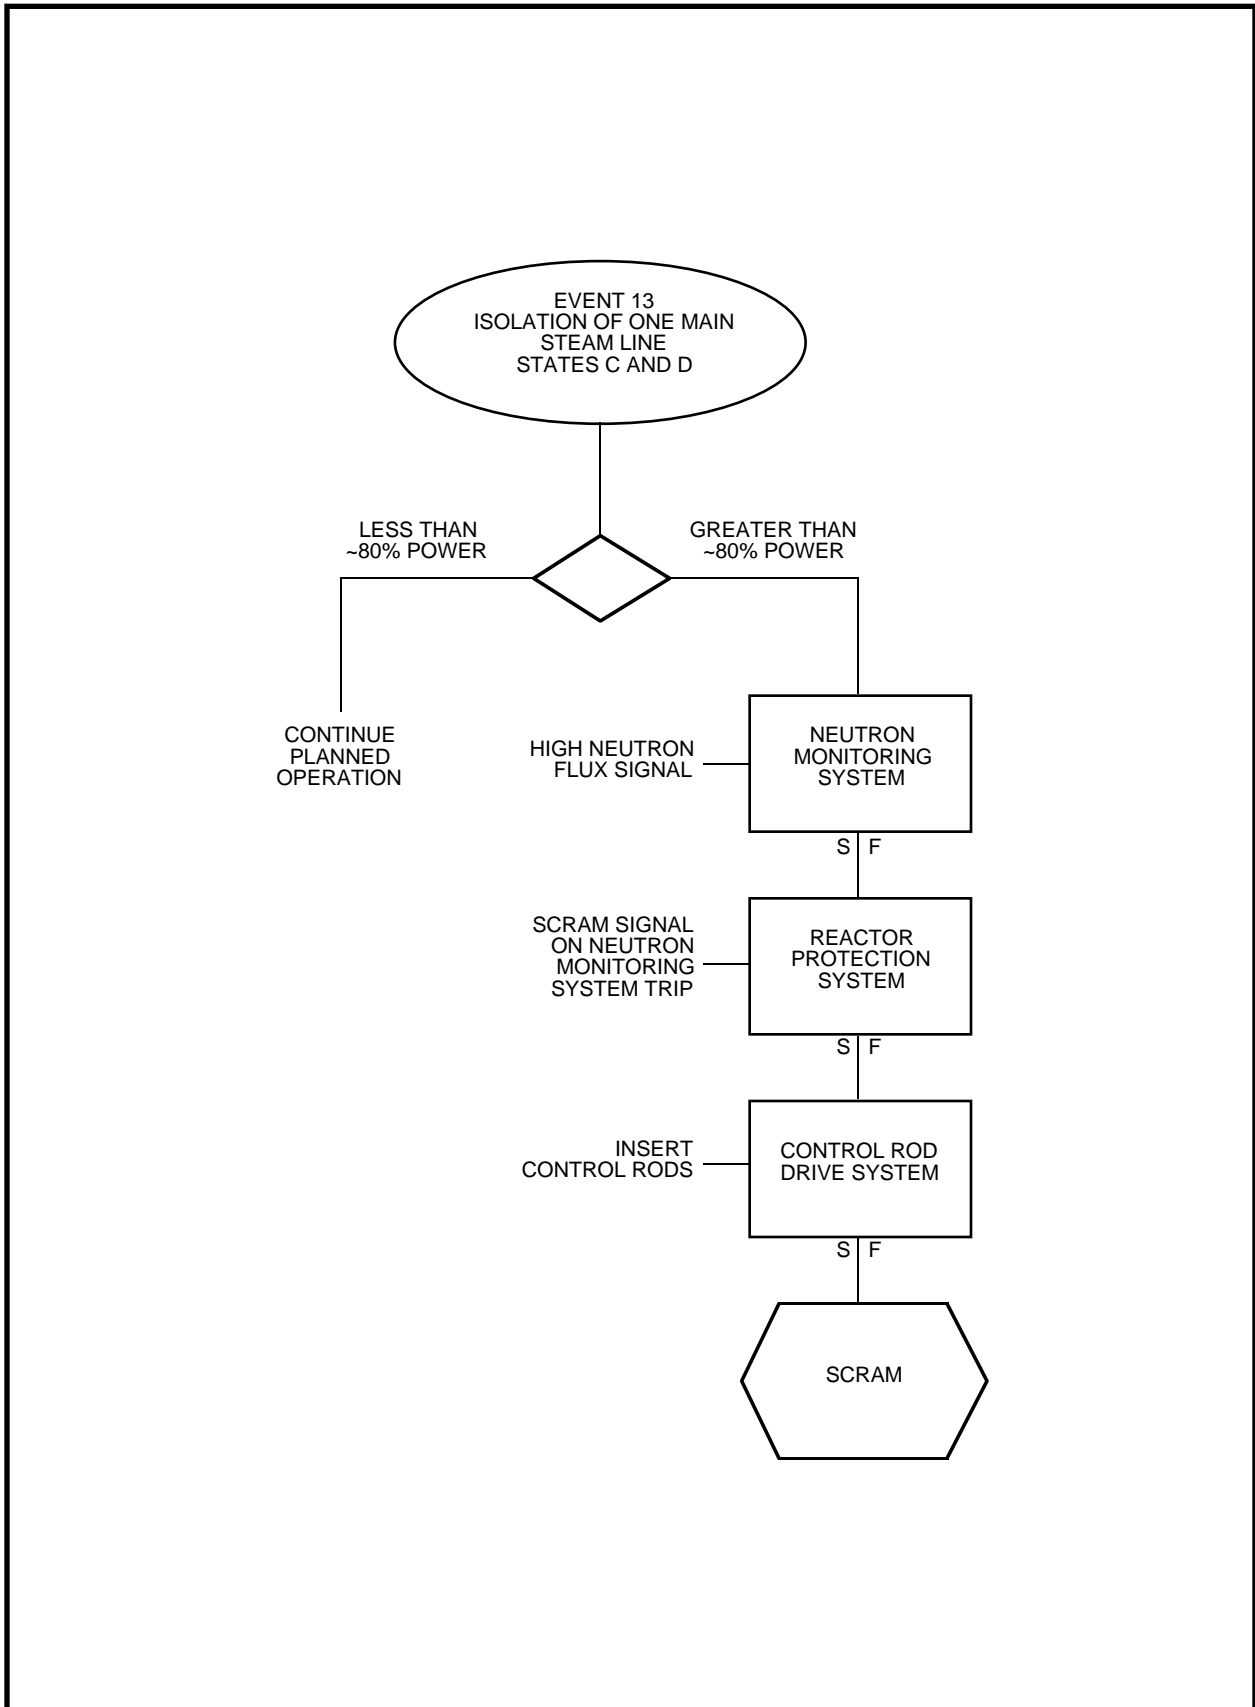 EVENT 13
ISOLATION OF ONE MAIN
STEAM LINE
STATES C AND D
LESS THAN
~80% POWER
GREATER THAN
~80% POWER
CONTINUE
PLANNED
OPERATION
HIGH NEUTRON
FLUX SIGNAL
NEUTRON
MONITORING
SYSTEM
S F
SCRAM SIGNAL
ON NEUTRON
MONITORING
SYSTEM TRIP
REACTOR
PROTECTION
SYSTEM
S F
INSERT
CONTROL RODS
CONTROL ROD
DRIVE SYSTEM
S F
SCRAM